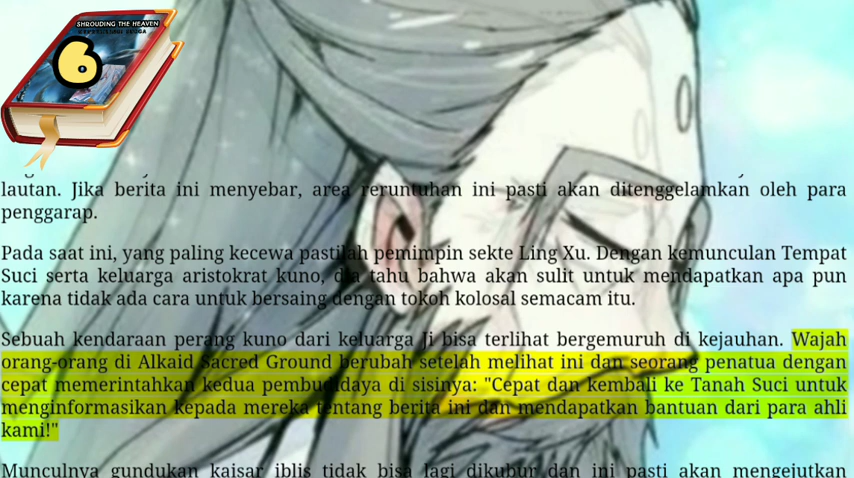 SHROUDING THE HEAVEN
6
lautan. Jika berita ini menyebar, area reruntuhan ini pasti akan ditenggelamkan oleh para
penggarap.
Pada saat ini, yang paling kecewa pastilah pemimpin sekte Ling Xu. Dengan kemunculan Tempat
Suci serta keluarga aristokrat kuno, dia tahu bahwa akan sulit untuk mendapatkan apa pun
karena tidak ada cara untuk bersaing dengan tokoh kolosal semacam itu.
Sebuah kendaraan perang kuno dari keluarga Ji bisa terlihat bergemuruh di kejauhan. Wajah
orang-orang di Alkaid Sacred Ground berubah setelah melihat ini dan seorang penatua dengan
cepat memerintahkan kedua pembudidaya di sisinya: "Cepat dan kembali ke Tanah Suci untuk
menginformasikan kepada mereka tentang berita ini dan mendapatkan bantuan dari para ahli
kami!"
Munculnya gundukan kaisar iblis tidak bisa lagi dikubur dan ini pasti akan mengejutkan